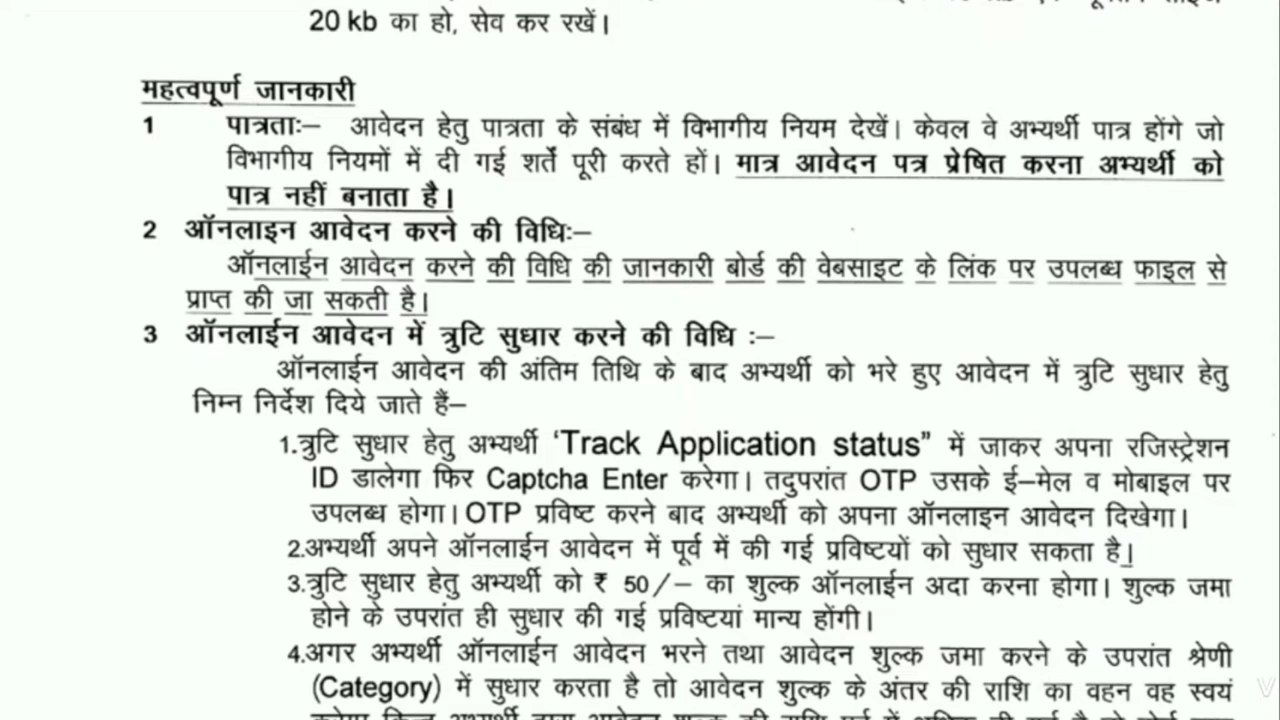 20 kb का हो, सेव कर रखें।
महत्वपूर्ण जानकारी
1 पात्रताः– आवेदन हेतु पात्रता के संबंध में विभागीय नियम देखें। केवल वे अभ्यर्थी पात्र होंगे जो
विभागीय नियमों में दी गई शर्तें पूरी करते हों। मात्र आवेदन पत्र प्रेषित करना अभ्यर्थी को
पात्र नहीं बनाता है।
2 ऑनलाइन आवेदन करने की विधिः–
ऑनलाईन आवेदन करने की विधि की जानकारी बोर्ड की वेबसाइट के लिंक पर उपलब्ध फाइल से
प्राप्त की जा सकती है।
3 ऑनलाईन आवेदन में त्रुटि सुधार करने की विधि :–
ऑनलाईन आवेदन की अंतिम तिथि के बाद अभ्यर्थी को भरे हुए आवेदन में त्रुटि सुधार हेतु
निम्न निर्देश दिये जाते हैं–
1.त्रुटि सुधार हेतु अभ्यर्थी ‘Track Application status” में जाकर अपना रजिस्ट्रेशन
ID डालेगा फिर Captcha Enter करेगा। तदुपरांत OTP उसके ई–मेल व मोबाइल पर
उपलब्ध होगा। OTP प्रविष्ट करने बाद अभ्यर्थी को अपना ऑनलाइन आवेदन दिखेगा।
2.अभ्यर्थी अपने ऑनलाईन आवेदन में पूर्व में की गई प्रविष्टयों को सुधार सकता है।
3.त्रुटि सुधार हेतु अभ्यर्थी को ₹ 50/– का शुल्क ऑनलाईन अदा करना होगा। शुल्क जमा
होने के उपरांत ही सुधार की गई प्रविष्टयां मान्य होंगी।
4.अगर अभ्यर्थी ऑनलाईन आवेदन भरने तथा आवेदन शुल्क जमा करने के उपरांत श्रेणी
(Category) में सुधार करता है तो आवेदन शुल्क के अंतर की राशि का वहन वह स्वयं